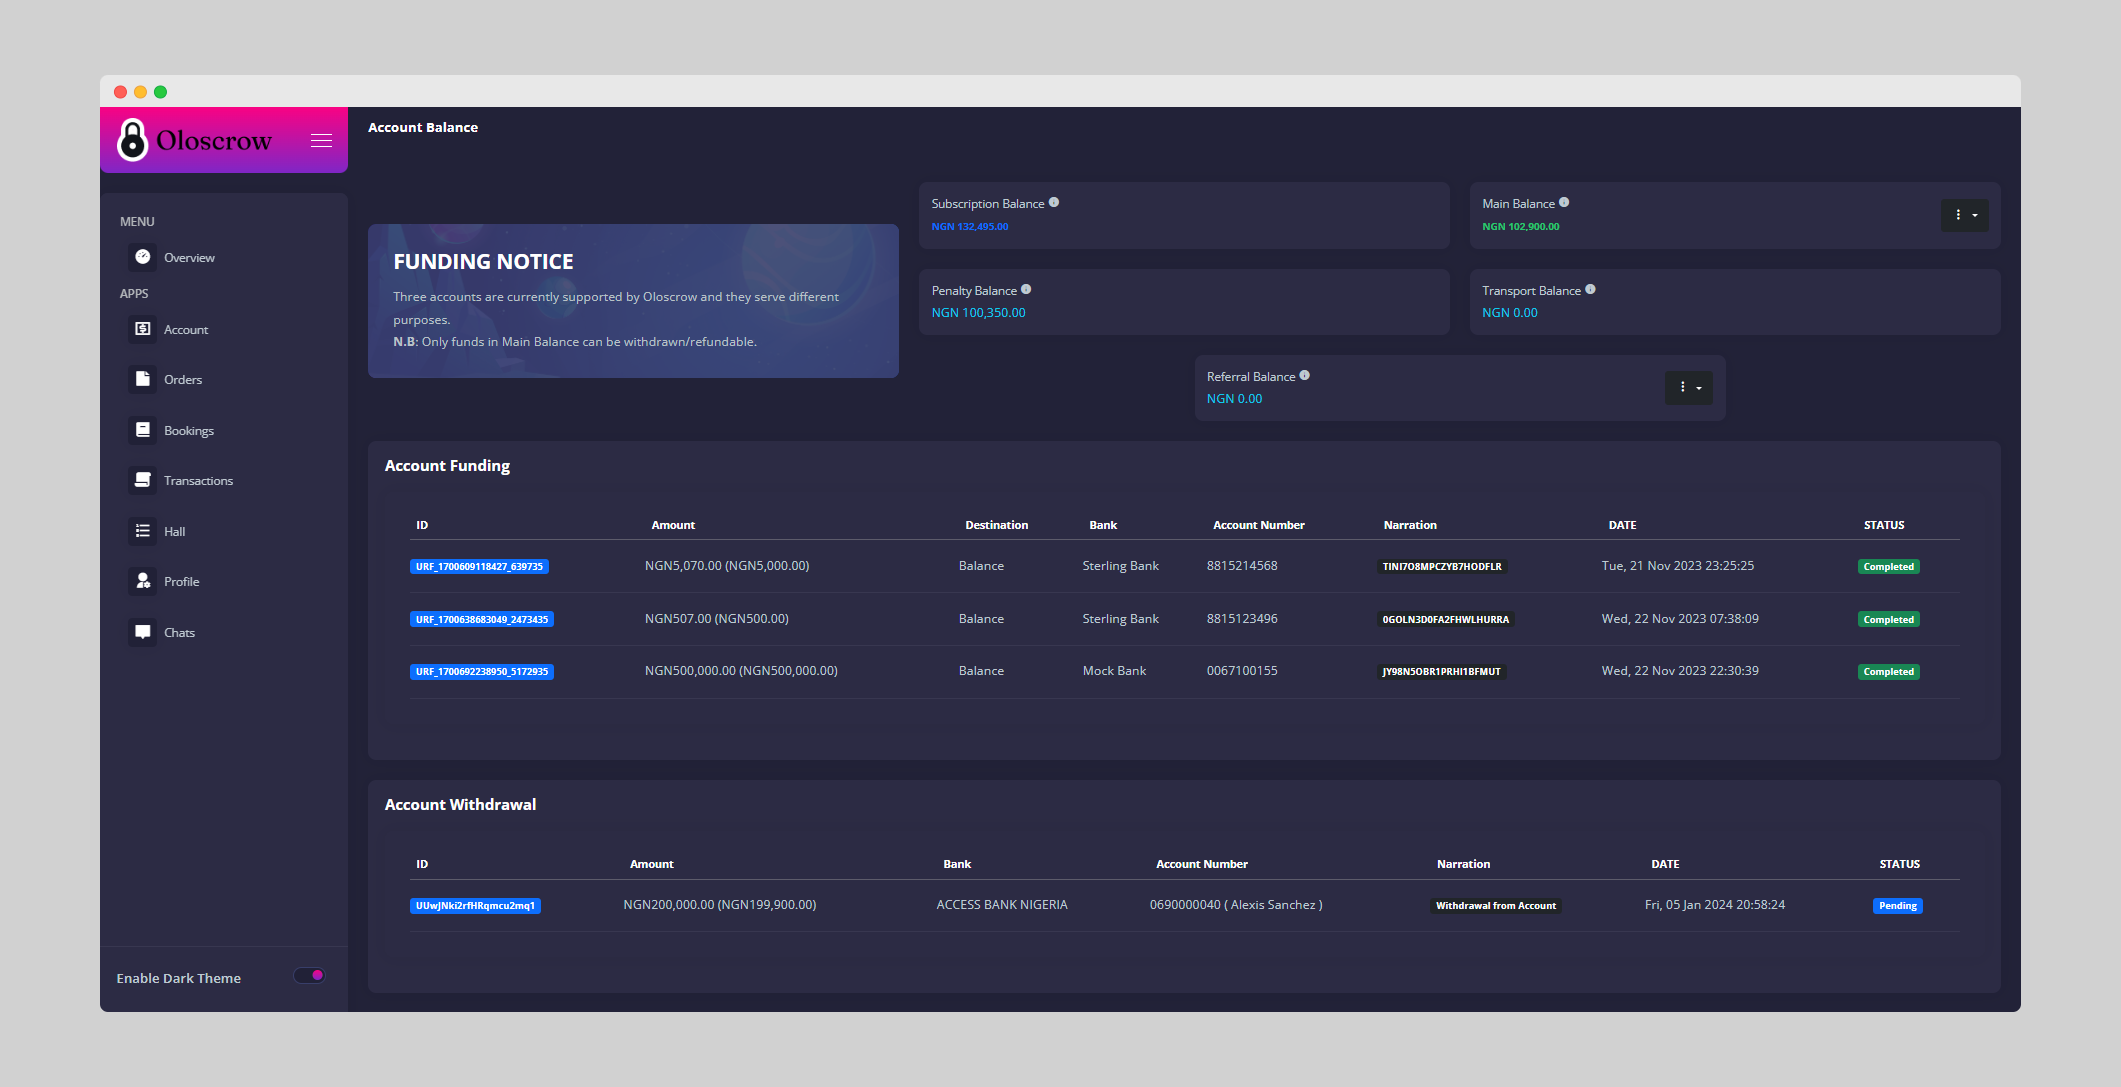 Oloscrow
Account Balance
MENU
Overview
APPS
Account
Orders
Bookings
Transactions
Hall
Profile
Chats
Enable Dark Theme
FUNDING NOTICE
Three accounts are currently supported by Oloscrow and they serve different
purposes.
N.B: Only funds in Main Balance can be withdrawn/refundable.
Subscription Balance
NGN 132,495.00
Main Balance
NGN 102,900.00
Penalty Balance
NGN 100,350.00
Transport Balance
NGN 0.00
Referral Balance
NGN 0.00
Account Funding
ID Amount Destination Bank Account Number Narration DATE STATUS
URF_1700609118427_639735 NGN5,070.00 (NGN5,000.00) Balance Sterling Bank 8815214568 TINI7O8MPCZYB7HODFLR Tue, 21 Nov 2023 23:25:25 Completed
URF_1700638683049_2473435 NGN507.00 (NGN500.00) Balance Sterling Bank 8815123496 0GOLN3D0FA2FHWLHURRA Wed, 22 Nov 2023 07:38:09 Completed
URF_1700692238950_5172935 NGN500,000.00 (NGN500,000.00) Balance Mock Bank 0067100155 JY98N5OBR1PRHI1BFMUT Wed, 22 Nov 2023 22:30:39 Completed
Account Withdrawal
ID Amount Bank Account Number Narration DATE STATUS
UUwJNki2rfHRqmcu2mq1 NGN200,000.00 (NGN199,900.00) ACCESS BANK NIGERIA 0690000040 ( Alexis Sanchez ) Withdrawal from Account Fri, 05 Jan 2024 20:58:24 Pending